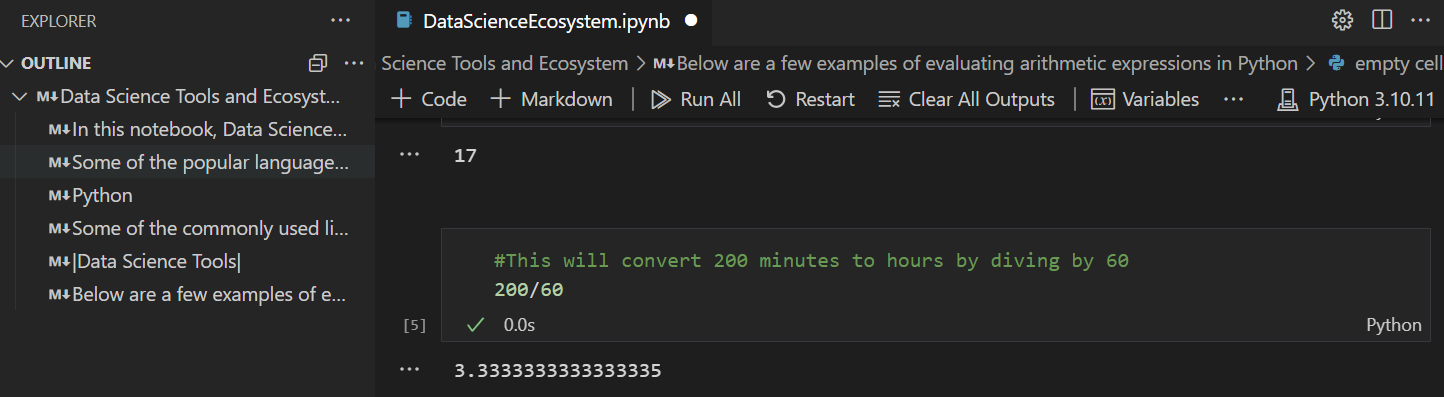 EXPLORER
OUTLINE
Data Science Tools and Ecosyst...
In this notebook, Data Science...
Some of the popular language...
Python
Some of the commonly used li...
|Data Science Tools|
Below are a few examples of e...
DataScienceEcosystem.ipynb
Science Tools and Ecosystem > M↓Below are a few examples of evaluating arithmetic expressions in Python > empty cell
+ Code + Markdown | Run All Restart Clear All Outputs | Variables ... Python 3.10.11
17
#This will convert 200 minutes to hours by diving by 60
200/60
[5] 0.0s Python
3.3333333333333335